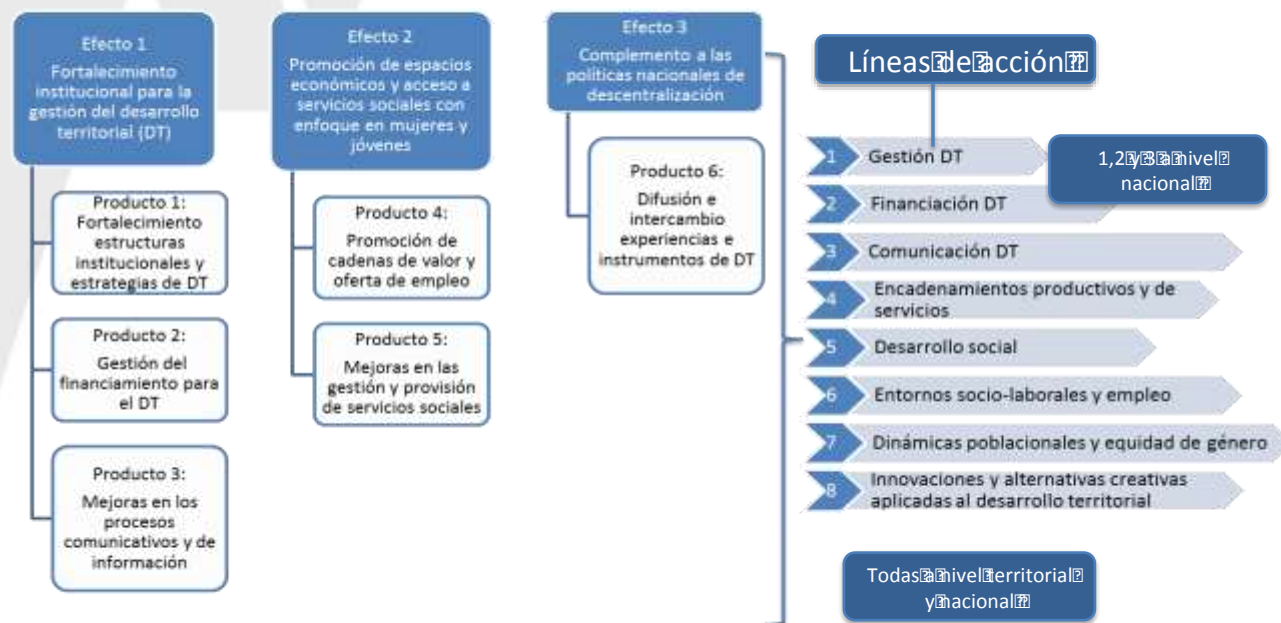 Efecto 1
Fortalecimiento
institucional para la
gestión del desarrollo
territorial (DT)
Producto 1:
Fortalecimiento
estructuras
institucionales y
estrategias de DT
Producto 2:
Gestión del
financiamiento para
el DT
Producto 3:
Mejoras en los
procesos
comunicativos y de
información
Efecto 2
Promoción de espacios
económicos y acceso a
servicios sociales con
enfoque en mujeres y
jóvenes
Producto 4:
Promoción de
cadenas de valor y
oferta de empleo
Producto 5:
Mejoras en las
gestión y provisión
de servicios sociales
Efecto 3
Complemento a las
políticas nacionales de
descentralización
Producto 6:
Difusión e
intercambio
experiencias e
instrumentos de DT
Líneas de acción
1 Gestión DT
2 Financiación DT
3 Comunicación DT
4 Encadenamientos productivos y de
servicios
5 Desarrollo social
6 Entornos socio-laborales y empleo
7 Dinámicas poblacionales y equidad de género
8 Innovaciones y alternativas creativas
aplicadas al desarrollo territorial
1,2 y 3 a nivel
nacional
Todas a nivel territorial
y nacional